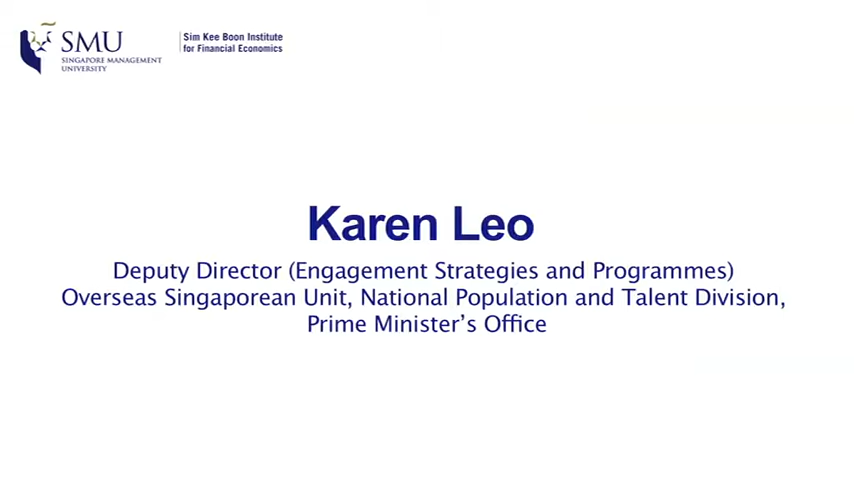 SMU
SINGAPORE MANAGEMENT
UNIVERSITY
Sim Kee Boon Institute
for Financial Economics
Karen Leo
Deputy Director (Engagement Strategies and Programmes)
Overseas Singaporean Unit, National Population and Talent Division,
Prime Minister’s Office